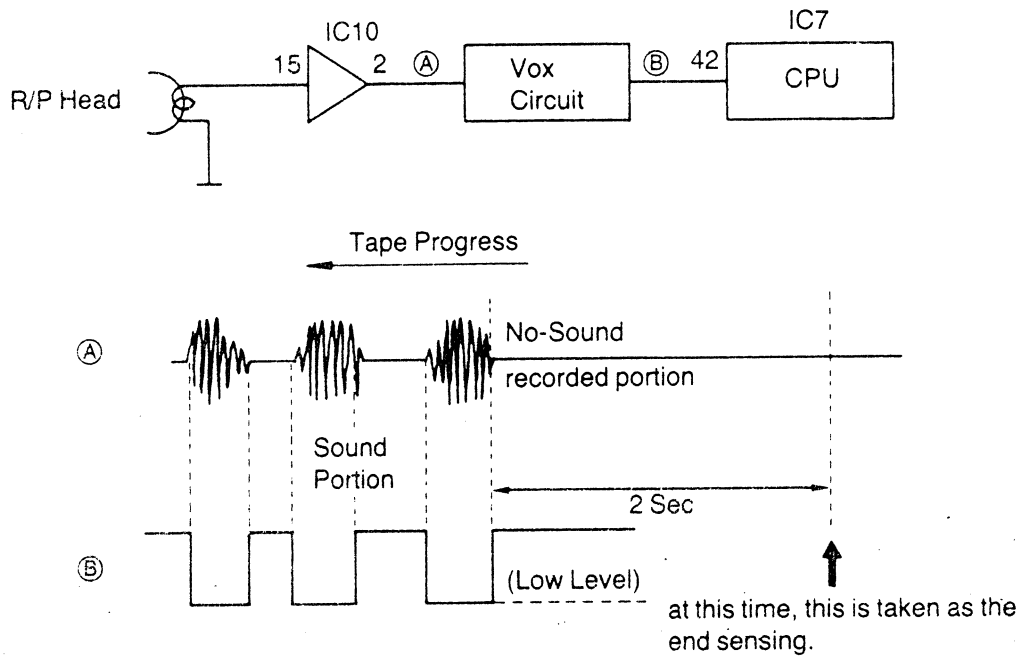 IC10
IC7
R/P Head
15
2
Ⓐ
Vox
Circuit
Ⓑ
42
CPU
Tape Progress
Ⓐ
No-Sound
recorded portion
Sound
Portion
2 Sec
Ⓑ
(Low Level)
at this time, this is taken as the
end sensing.